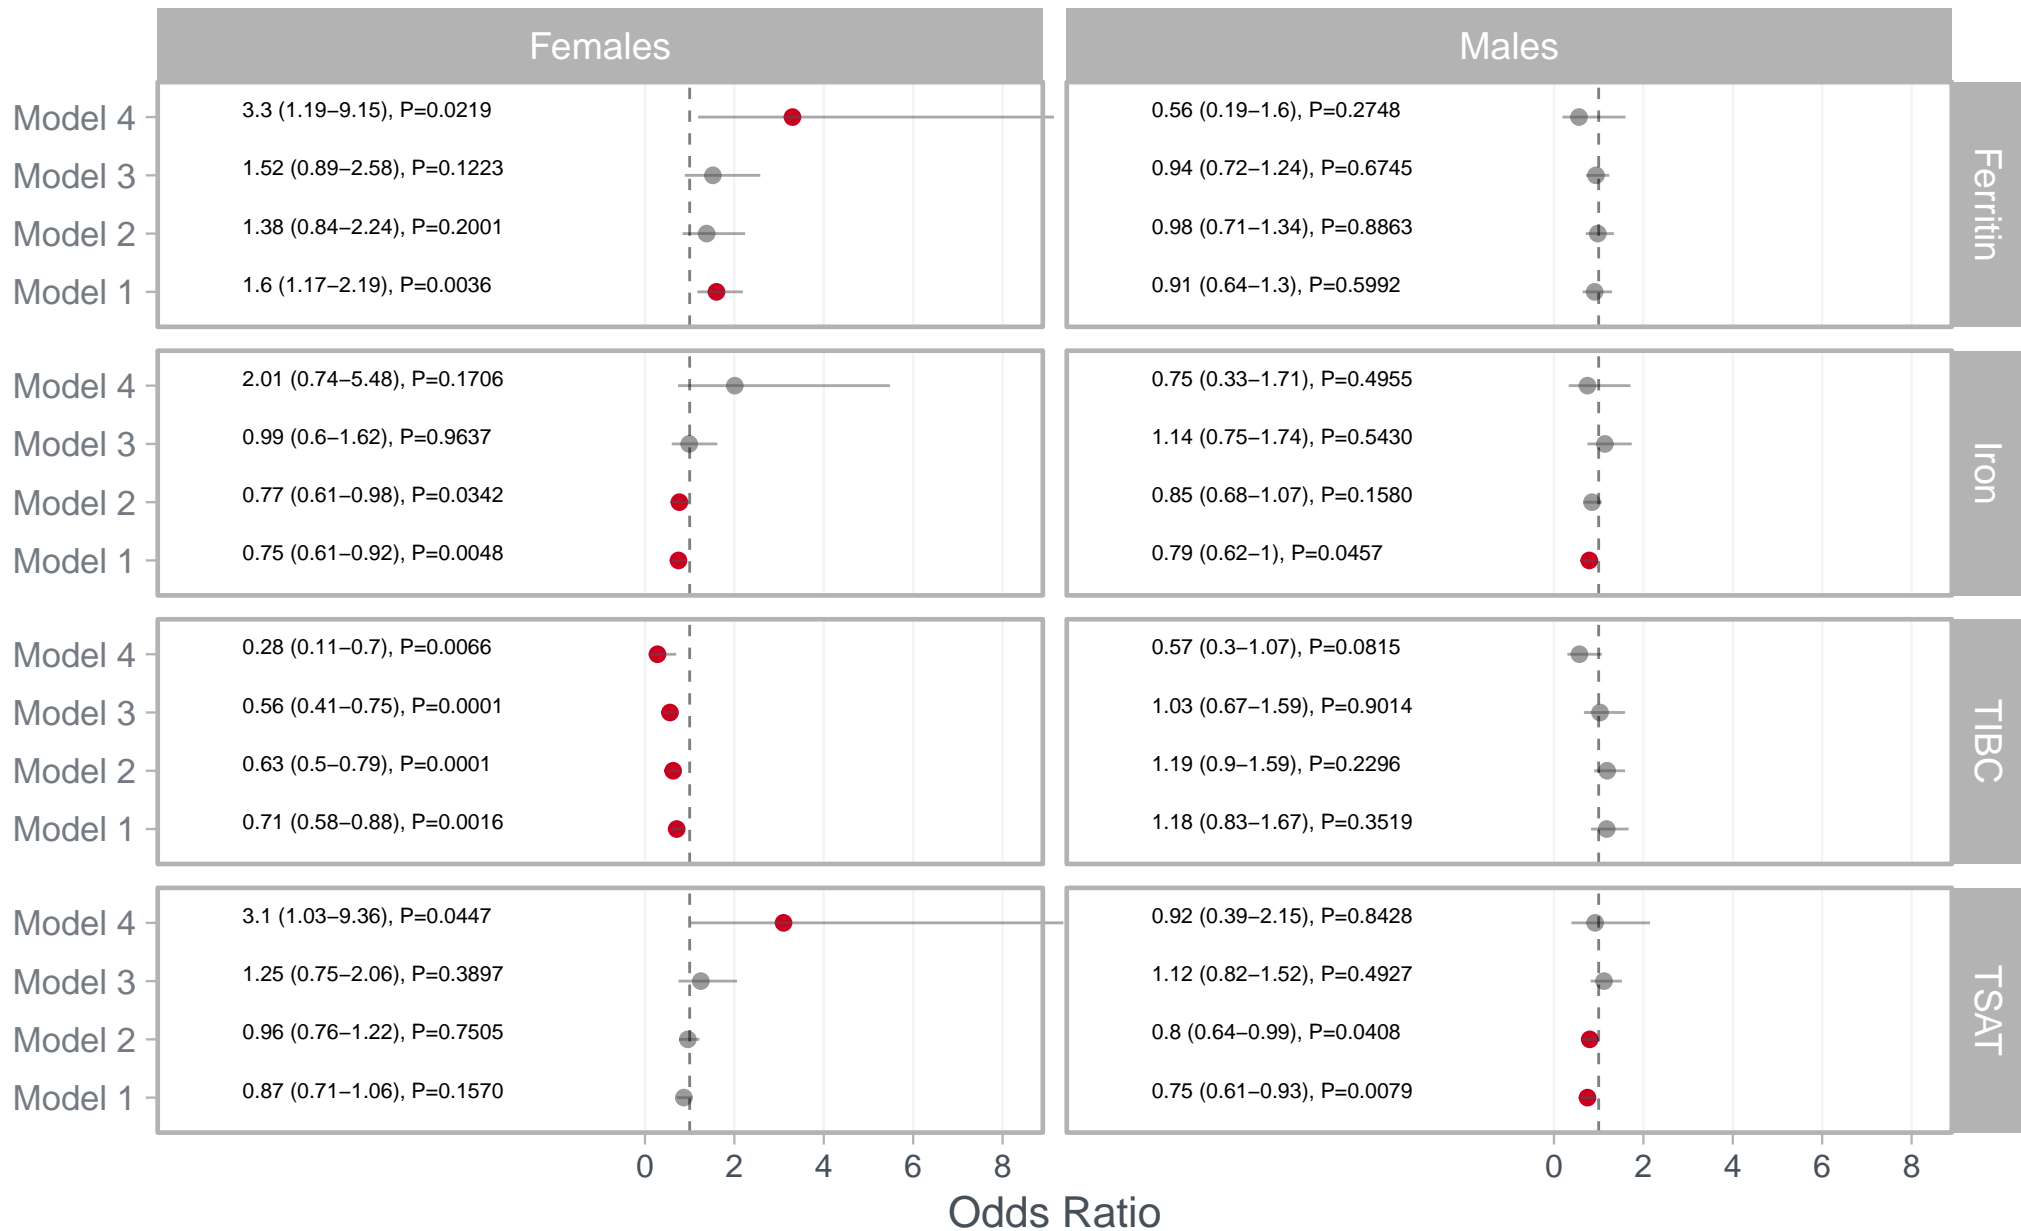 Females Males
Model 4 3.3 (1.19–9.15), P=0.0219 0.56 (0.19–1.6), P=0.2748
Model 3 1.52 (0.89–2.58), P=0.1223 0.94 (0.72–1.24), P=0.6745
Model 2 1.38 (0.84–2.24), P=0.2001 0.98 (0.71–1.34), P=0.8863
Model 1 1.6 (1.17–2.19), P=0.0036 0.91 (0.64–1.3), P=0.5992
Ferritin
Model 4 2.01 (0.74–5.48), P=0.1706 0.75 (0.33–1.71), P=0.4955
Model 3 0.99 (0.6–1.62), P=0.9637 1.14 (0.75–1.74), P=0.5430
Model 2 0.77 (0.61–0.98), P=0.0342 0.85 (0.68–1.07), P=0.1580
Model 1 0.75 (0.61–0.92), P=0.0048 0.79 (0.62–1), P=0.0457
Iron
Model 4 0.28 (0.11–0.7), P=0.0066 0.57 (0.3–1.07), P=0.0815
Model 3 0.56 (0.41–0.75), P=0.0001 1.03 (0.67–1.59), P=0.9014
Model 2 0.63 (0.5–0.79), P=0.0001 1.19 (0.9–1.59), P=0.2296
Model 1 0.71 (0.58–0.88), P=0.0016 1.18 (0.83–1.67), P=0.3519
TIBC
Model 4 3.1 (1.03–9.36), P=0.0447 0.92 (0.39–2.15), P=0.8428
Model 3 1.25 (0.75–2.06), P=0.3897 1.12 (0.82–1.52), P=0.4927
Model 2 0.96 (0.76–1.22), P=0.7505 0.8 (0.64–0.99), P=0.0408
Model 1 0.87 (0.71–1.06), P=0.1570 0.75 (0.61–0.93), P=0.0079
TSAT
0 2 4 6 8 0 2 4 6 8
Odds Ratio